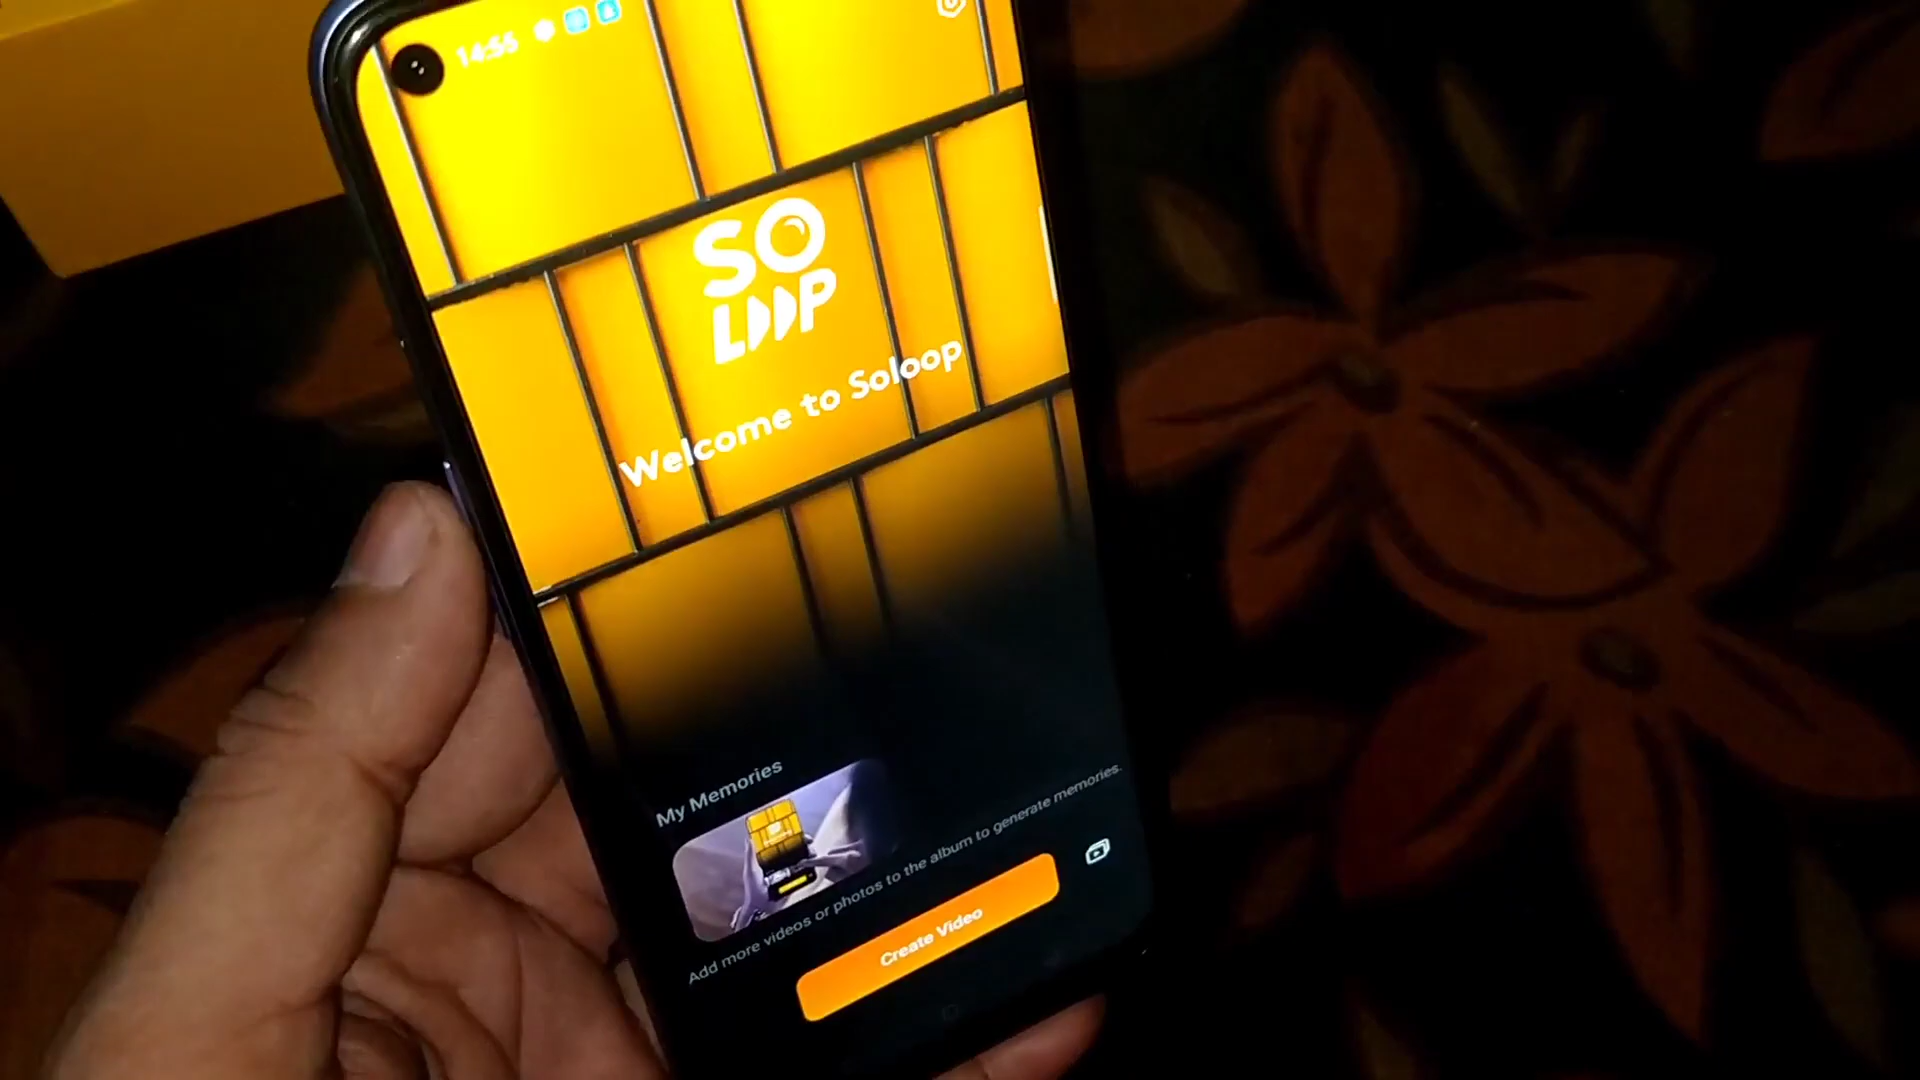 14:55
SO
LOOP
Welcome to Soloop
My Memories
Add more videos or photos to the album to generate memories.
Create Video